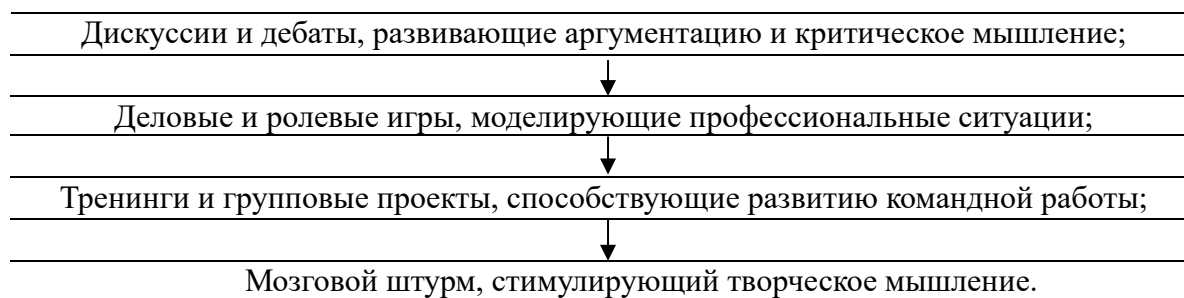 Дискуссии и дебаты, развивающие аргументацию и критическое мышление;
Деловые и ролевые игры, моделирующие профессиональные ситуации;
Тренинги и групповые проекты, способствующие развитию командной работы;
Мозговой штурм, стимулирующий творческое мышление.